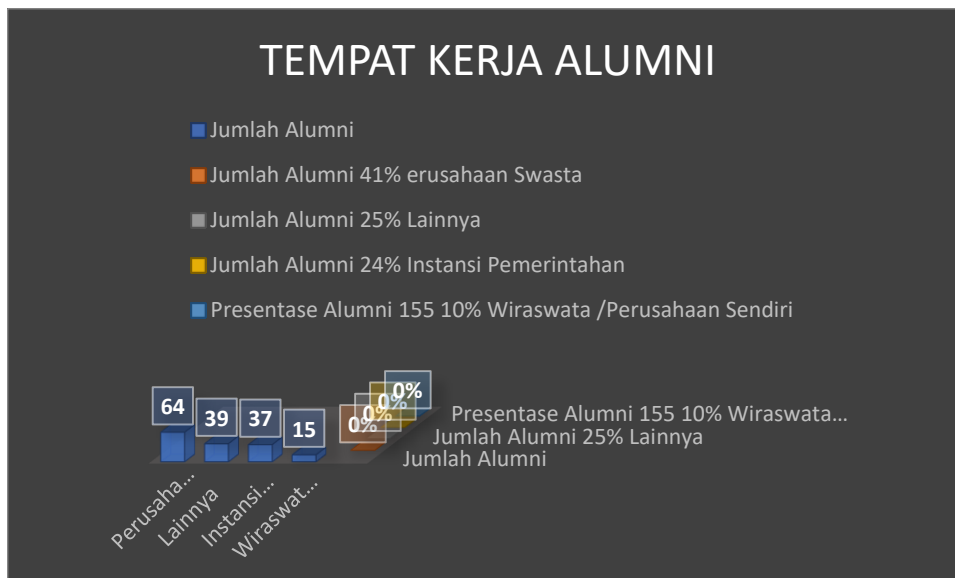 TEMPAT KERJA ALUMNI
Jumlah Alumni
Jumlah Alumni 41% erusahaan Swasta
Jumlah Alumni 25% Lainnya
Jumlah Alumni 24% Instansi Pemerintahan
Presentase Alumni 155 10% Wiraswata /Perusahaan Sendiri
64
39
37
15
0%
0%
0%
0%
Presentase Alumni 155 10% Wiraswata...
Jumlah Alumni 25% Lainnya
Jumlah Alumni
Perusaha...
Lainnya
Instansi...
Wiraswat...